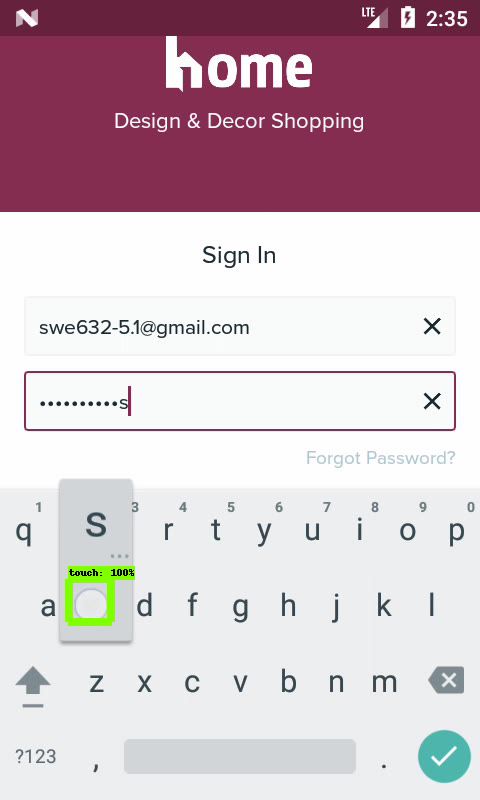 LTE 2:35
home
Design & Decor Shopping
Sign In
swe632-5.1@gmail.com
••••••••••s
Forgot Password?
1 3 4 5 6 7 8 9 0
q r t y u i o p
s
touch: 100%
a d f g h j k l
z x c v b n m
?123 , .